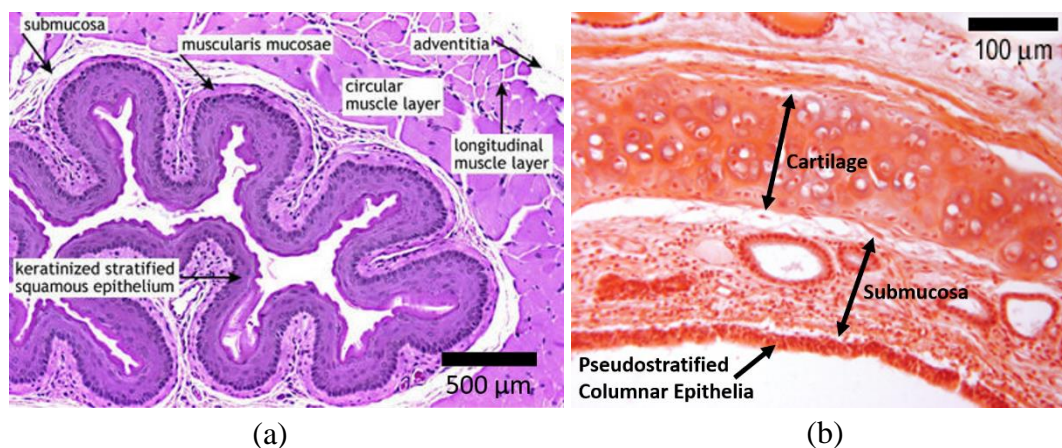 submucosa
muscularis mucosae
adventitia
circular
muscle layer
longitudinal
muscle layer
keratinized stratified
squamous epithelium
500 μm
(a)
100 μm
Cartilage
Submucosa
Pseudostratified
Columnar Epithelia
(b)